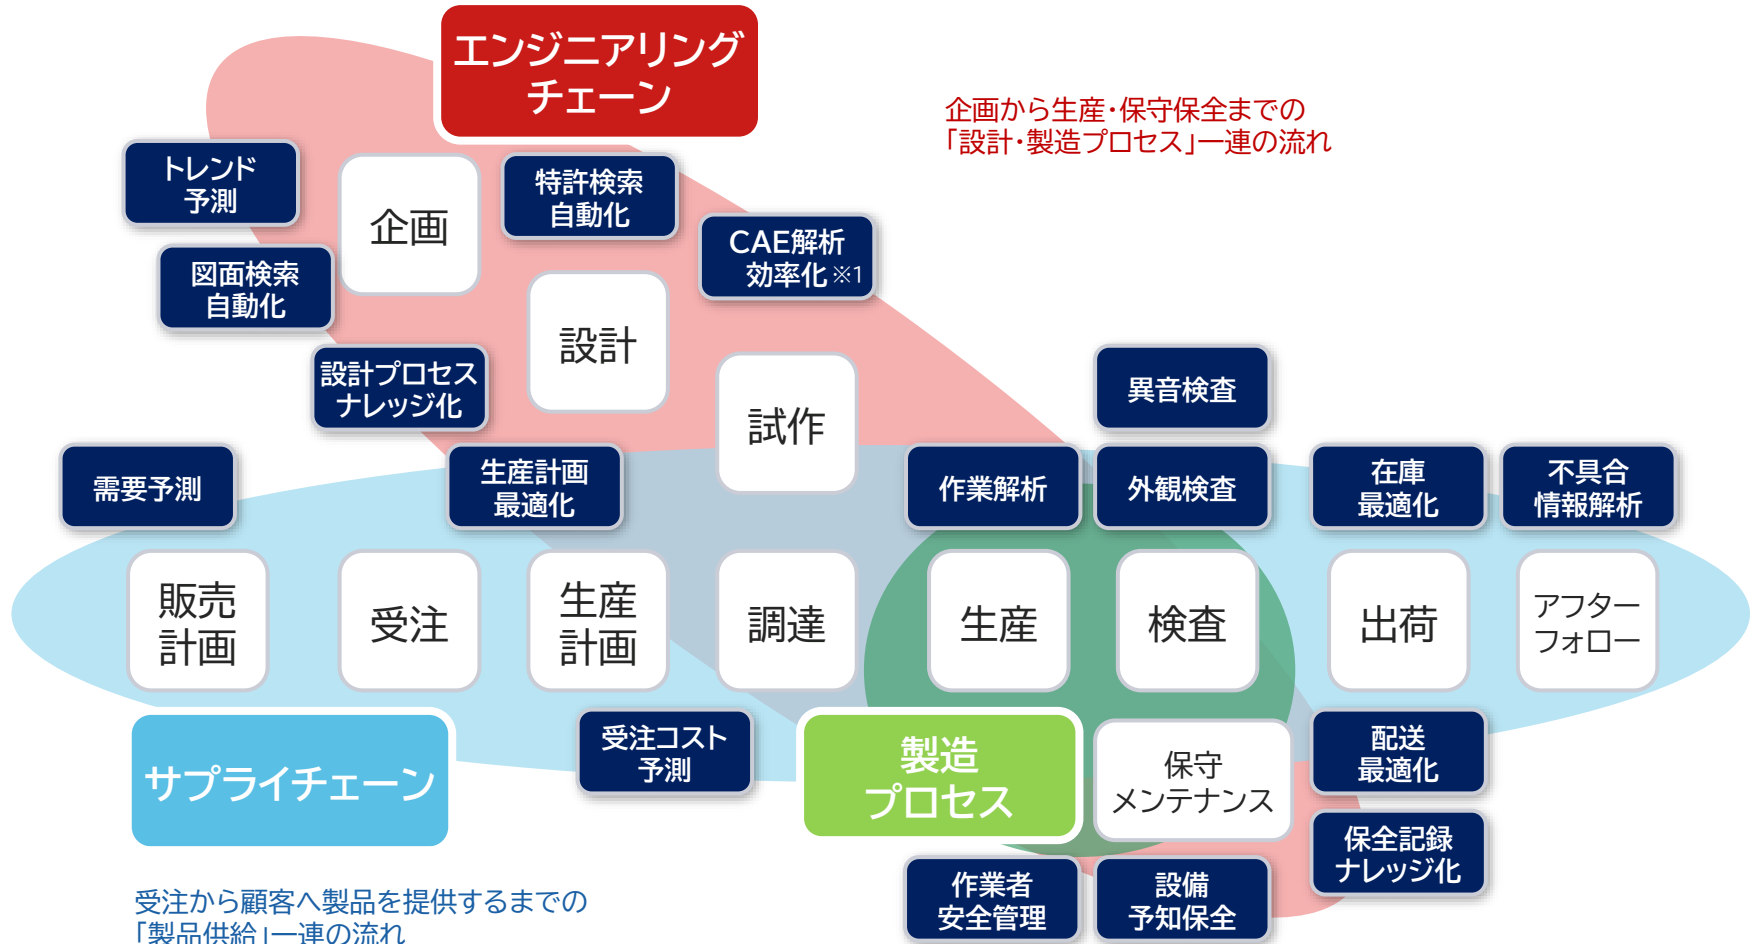 エンジニアリング
チェーン
企画から生産・保守保全までの
「設計・製造プロセス」一連の流れ
トレンド
予測
企画
特許検索
自動化
CAE解析
効率化※1
図面検索
自動化
設計
設計プロセス
ナレッジ化
試作
異音検査
需要予測
生産計画
最適化
作業解析
外観検査
在庫
最適化
不具合
情報解析
販売
計画
受注
生産
計画
調達
生産
検査
出荷
アフター
フォロー
サプライチェーン
受注コスト
予測
製造
プロセス
保守
メンテナンス
配送
最適化
保全記録
ナレッジ化
作業者
安全管理
設備
予知保全
受注から顧客へ製品を提供するまでの
「製品供給」一連の流れ